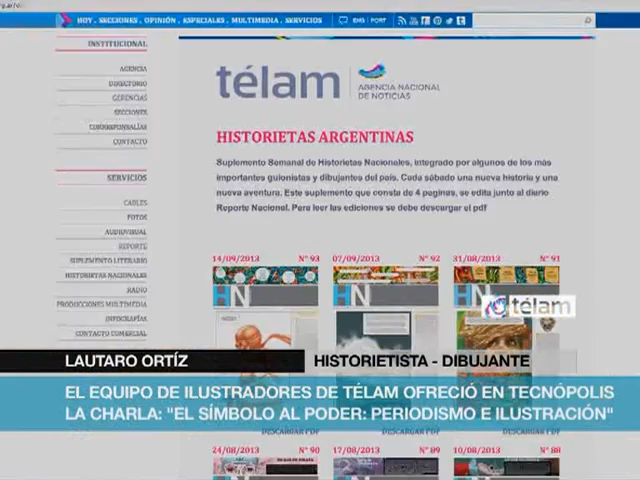 HOY . SECCIONES . OPINIÓN . ESPECIALES . MULTIMEDIA . SERVICIOS
ENG | PORT
INSTITUCIONAL
AGENCIA
DIRECTORIO
GERENCIAS
SECCIONES
CORRESPONSALÍAS
CONTACTO
SERVICIOS
CABLES
FOTOS
AUDIOVISUAL
REPORTE
SUPLEMENTO LITERARIO
HISTORIETAS NACIONALES
RADIO
PRODUCCIONES MULTIMEDIA
INFOGRAFÍAS
CONTACTO COMERCIAL
télam
AGENCIA NACIONAL
DE NOTICIAS
HISTORIETAS ARGENTINAS
Suplemento Semanal de Historietas Nacionales, integrado por algunos de los más
importantes guionistas y dibujantes del país. Cada sábado una nueva historia y una
nueva aventura. Este suplemento que consta de 4 paginas, se edita junto al diario
Reporte Nacional. Para leer las ediciones se debe descargar el pdf
14/09/2013 N° 93
07/09/2013 N° 92
31/08/2013 N° 91
HN
HN
HN
télam
LAUTARO ORTÍZ
HISTORIETISTA - DIBUJANTE
EL EQUIPO DE ILUSTRADORES DE TÉLAM OFRECIÓ EN TECNÓPOLIS
LA CHARLA: "EL SÍMBOLO AL PODER: PERIODISMO E ILUSTRACIÓN"
DESCARGAR PDF
DESCARGAR PDF
DESCARGAR PDF
24/08/2013 N° 90
17/08/2013 N° 89
10/08/2013 N° 88